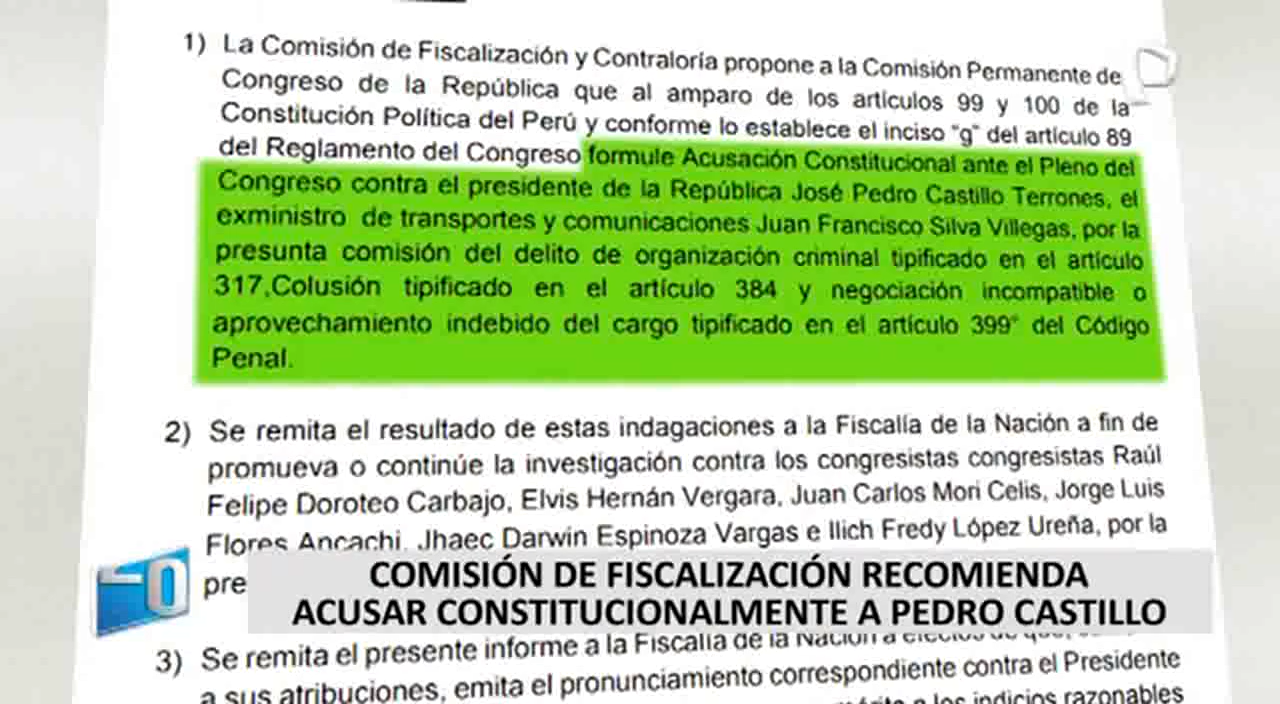 1) La Comisión de Fiscalización y Contraloría propone a la Comisión Permanente de
Congreso de la República que al amparo de los artículos 99 y 100 de la
Constitución Política del Perú y conforme lo establece el inciso "g" del artículo 89
del Reglamento del Congreso formule Acusación Constitucional ante el Pleno del
Congreso contra el presidente de la República José Pedro Castillo Terrones, el
exministro de transportes y comunicaciones Juan Francisco Silva Villegas, por la
presunta comisión del delito de organización criminal tipificado en el artículo
317,Colusión tipificado en el artículo 384 y negociación incompatible o
aprovechamiento indebido del cargo tipificado en el artículo 399° del Código
Penal.
2) Se remita el resultado de estas indagaciones a la Fiscalía de la Nación a fin de
promueva o continúe la investigación contra los congresistas congresistas Raúl
Felipe Doroteo Carbajo, Elvis Hernán Vergara, Juan Carlos Mori Celis, Jorge Luis
Flores Ancachi, Jhaec Darwin Espinoza Vargas e Ilich Fredy López Ureña, por la
pre
COMISIÓN DE FISCALIZACIÓN RECOMIENDA
ACUSAR CONSTITUCIONALMENTE A PEDRO CASTILLO
3) Se remita el presente informe a la Fiscalía de la Nación a efectos de que,
a sus atribuciones, emita el pronunciamiento correspondiente contra el Presidente
a los indicios razonables